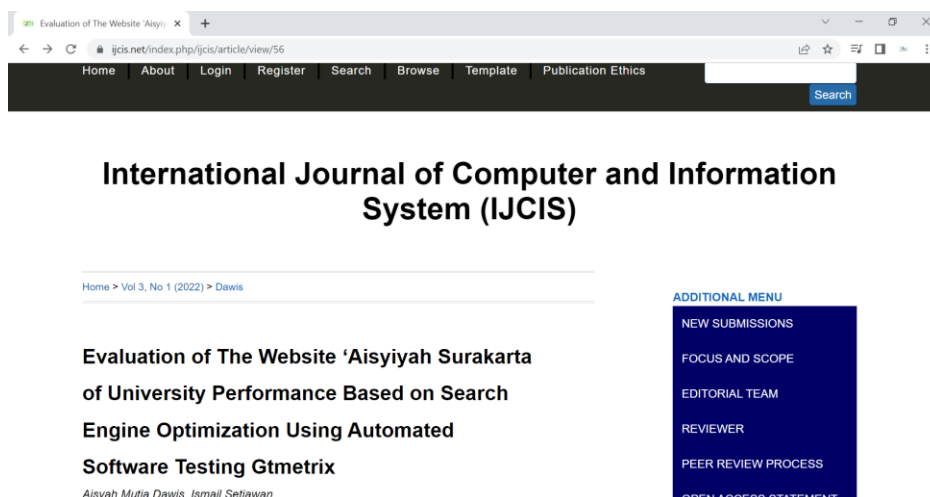 Evaluation of The Website 'Aisyiy
ijcis.net/index.php/ijcis/article/view/56
Home About Login Register Search Browse Template Publication Ethics
Search
International Journal of Computer and Information
System (IJCIS)
Home > Vol 3, No 1 (2022) > Dawis
Evaluation of The Website ‘Aisyiyah Surakarta
of University Performance Based on Search
Engine Optimization Using Automated
Software Testing Gtmetrix
Aisyah Mutia Dawis, Ismail Setiawan
ADDITIONAL MENU
NEW SUBMISSIONS
FOCUS AND SCOPE
EDITORIAL TEAM
REVIEWER
PEER REVIEW PROCESS
OPEN ACCESS STATEMENT